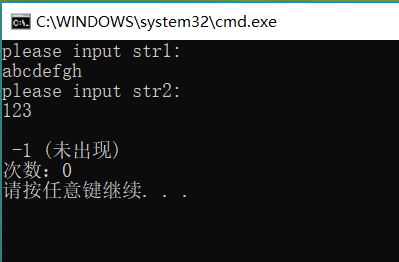 C:\WINDOWS\system32\cmd.exe
please input str1:
abcdefgh
please input str2:
123
-1 (未出现)
次数: 0
请按任意键继续. . .